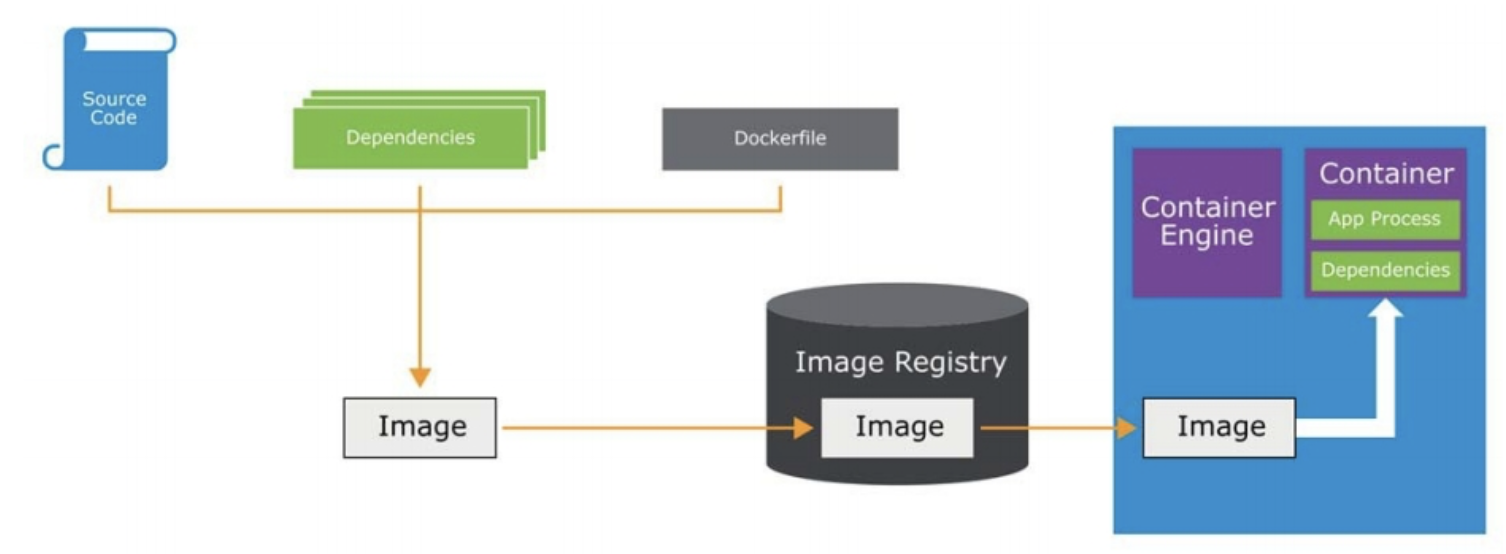 Source
Code
Dependencies
Dockerfile
Container
Engine
Container
App Process
Dependencies
Image Registry
Image
Image
Image